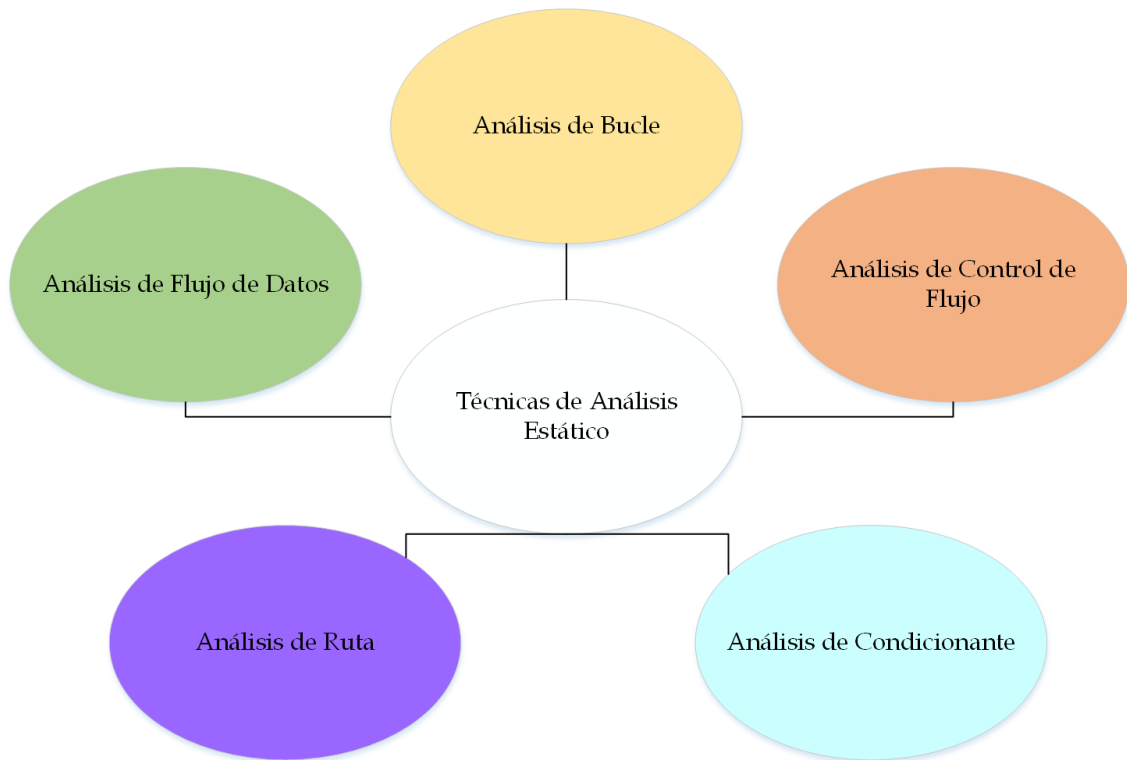 Análisis de Bucle
Análisis de Flujo de Datos
Análisis de Control de
Flujo
Técnicas de Análisis
Estático
Análisis de Ruta
Análisis de Condicionante